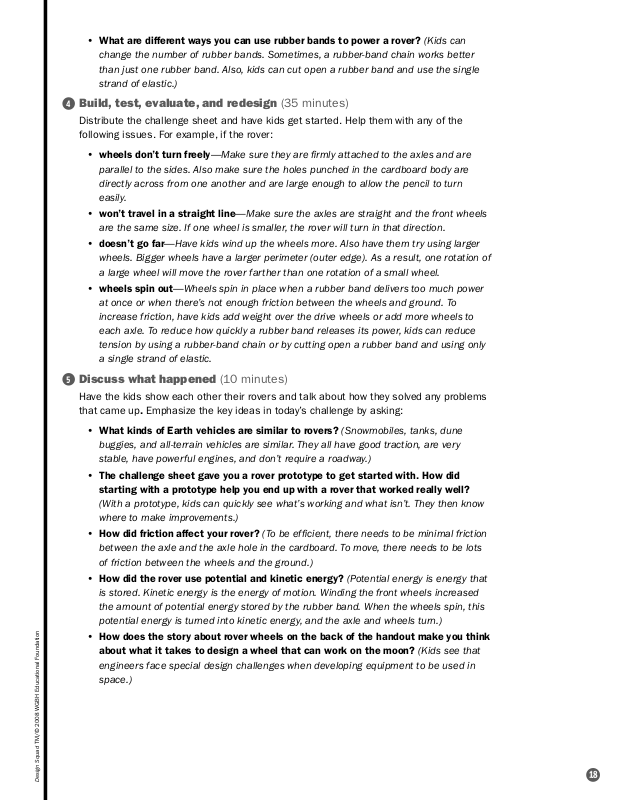 • What are different ways you can use rubber bands to power a rover? (Kids can
change the number of rubber bands. Sometimes, a rubber-band chain works better
than just one rubber band. Also, kids can cut open a rubber band and use the single
strand of elastic.)
4 Build, test, evaluate, and redesign (35 minutes)
Distribute the challenge sheet and have kids get started. Help them with any of the
following issues. For example, if the rover:
• wheels don't turn freely—Make sure they are firmly attached to the axles and are
parallel to the sides. Also make sure the holes punched in the cardboard body are
directly across from one another and are large enough to allow the pencil to turn
easily.
• won't travel in a straight line—Make sure the axles are straight and the front wheels
are the same size. If one wheel is smaller, the rover will turn in that direction.
• doesn't go far—Have kids wind up the wheels more. Also have them try using larger
wheels. Bigger wheels have a larger perimeter (outer edge). As a result, one rotation of
a large wheel will move the rover farther than one rotation of a small wheel.
• wheels spin out—Wheels spin in place when a rubber band delivers too much power
at once or when there's not enough friction between the wheels and ground. To
increase friction, have kids add weight over the drive wheels or add more wheels to
each axle. To reduce how quickly a rubber band releases its power, kids can reduce
tension by using a rubber-band chain or by cutting open a rubber band and using only
a single strand of elastic.
5 Discuss what happened (10 minutes)
Have the kids show each other their rovers and talk about how they solved any problems
that came up. Emphasize the key ideas in today's challenge by asking:
• What kinds of Earth vehicles are similar to rovers? (Snowmobiles, tanks, dune
buggies, and all-terrain vehicles are similar. They all have good traction, are very
stable, have powerful engines, and don't require a roadway.)
• The challenge sheet gave you a rover prototype to get started with. How did
starting with a prototype help you end up with a rover that worked really well?
(With a prototype, kids can quickly see what's working and what isn't. They then know
where to make improvements.)
• How did friction affect your rover? (To be efficient, there needs to be minimal friction
between the axle and the axle hole in the cardboard. To move, there needs to be lots
of friction between the wheels and the ground.)
• How did the rover use potential and kinetic energy? (Potential energy is energy that
is stored. Kinetic energy is the energy of motion. Winding the front wheels increased
the amount of potential energy stored by the rubber band. When the wheels spin, this
potential energy is turned into kinetic energy, and the axle and wheels turn.)
• How does the story about rover wheels on the back of the handout make you think
about what it takes to design a wheel that can work on the moon? (Kids see that
engineers face special design challenges when developing equipment to be used in
space.)
Design Squad TM/© 2008 WGBH Educational Foundation
18